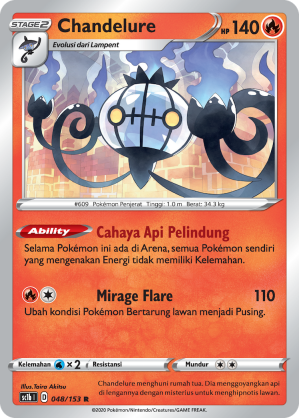 STAGE2 Chandelure HP 140
Evolusi dari Lampent
#609 Pokémon Penjaring Tinggi: 1.0 m Berat: 34.3 kg
Ability Cahaya Api Pelindung
Selama Pokémon ini ada di Arena, semua Pokémon sendiri
yang mengenakan Energi tidak memiliki Kelemahan.
Mirage Flare 110
Ubah kondisi Pokémon Bertarung lawan menjadi Pusing.
Kelemahan ×2 Resistansi Mundur
Illus. Taira Akitsu
sc1b I D 048/153 R
Chandelure menghuni rumah tua. Dia mengayunkan
api di lengannya dengan misterius untuk menghipnotis lawan.
©2020 Pokémon/Nintendo/Creatures/GAME FREAK.